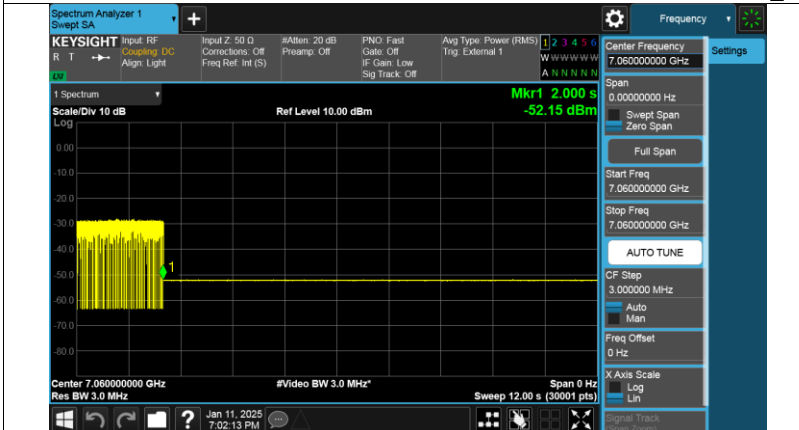 Spectrum Analyzer 1
Swept SA
Frequency
KEYSIGHT
R T
LXI
Input: RF
Coupling: DC
Align: Light
Input Z: 50 Ω
Corrections: Off
Freq Ref: Int (S)
#Atten: 20 dB
Preamp: Off
PNO: Fast
Gate: Off
IF Gain: Low
Sig Track: Off
Avg Type: Power (RMS)
Trig: External 1
1 2 3 4 5 6
W W W W W W
A N N N N N
Settings
1 Spectrum
Scale/Div 10 dB
Log
Ref Level 10.00 dBm
Mkr1 2.000 s
-52.15 dBm
0.00
-10.0
-20.0
-30.0
-40.0
-50.0
-60.0
-70.0
-80.0
1
Center 7.060000000 GHz
Res BW 3.0 MHz
#Video BW 3.0 MHz*
Span 0 Hz
Sweep 12.00 s (30001 pts)
Center Frequency
7.060000000 GHz
Span
0.00000000 Hz
Swept Span
Zero Span
Full Span
Start Freq
7.060000000 GHz
Stop Freq
7.060000000 GHz
AUTO TUNE
CF Step
3.000000 MHz
Auto
Man
Freq Offset
0 Hz
X Axis Scale
Log
Lin
Signal Track
(Span Zoom)
?
Jan 11, 2025
7:02:13 PM